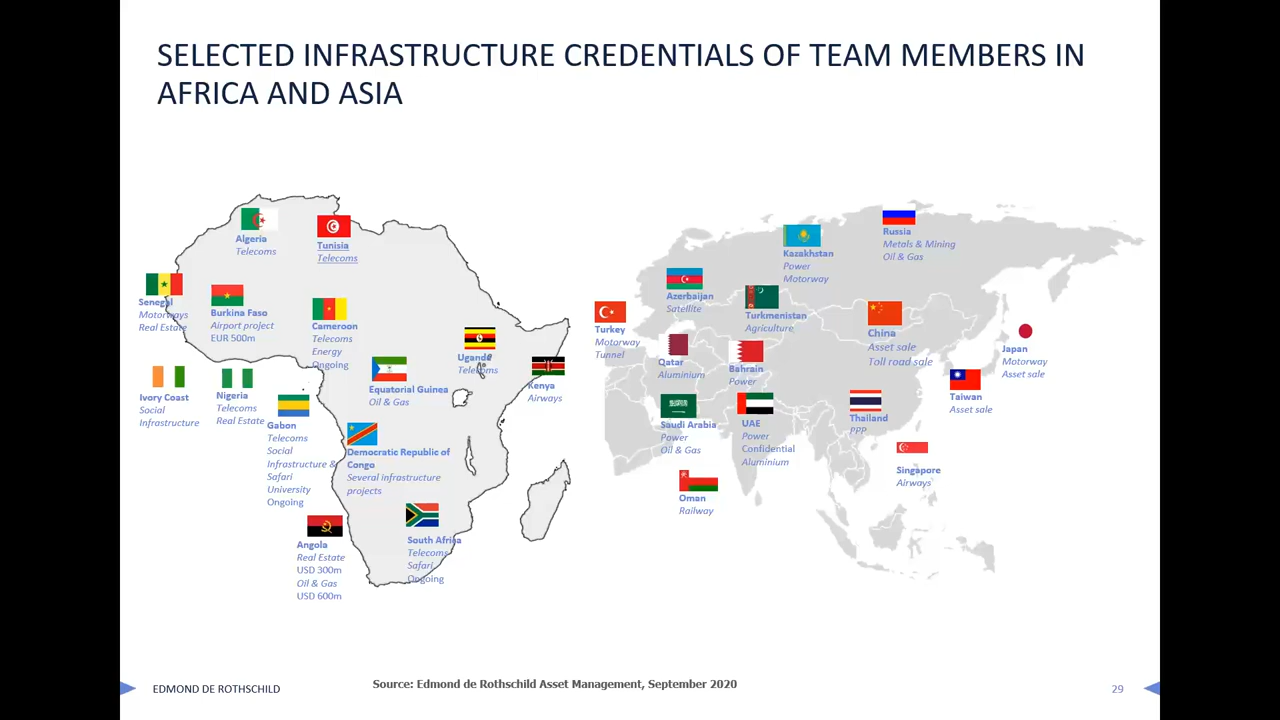 SELECTED INFRASTRUCTURE CREDENTIALS OF TEAM MEMBERS IN
AFRICA AND ASIA
Algeria
Telecoms
Tunisia
Telecoms
Senegal
Motorways
Real Estate
Burkina Faso
Airport project
EUR 500m
Cameroon
Telecoms
Energy
Ongoing
Uganda
Telecoms
Equatorial Guinea
Oil & Gas
Kenya
Airways
Ivory Coast
Social
Infrastructure
Nigeria
Telecoms
Real Estate
Gabon
Telecoms
Social
Infrastructure &
Safari
University
Ongoing
Democratic Republic of
Congo
Several infrastructure
projects
Angola
Real Estate
USD 300m
Oil & Gas
USD 600m
South Africa
Telecoms
Safari
Ongoing
Russia
Metals & Mining
Oil & Gas
Kazakhstan
Power
Motorway
Azerbaijan
Satellite
Turkmenistan
Agriculture
Turkey
Motorway
Tunnel
China
Asset sale
Toll road sale
Japan
Motorway
Asset sale
Qatar
Aluminium
Bahrain
Power
Taiwan
Asset sale
Saudi Arabia
Power
Oil & Gas
UAE
Power
Confidential
Aluminium
Thailand
PPP
Singapore
Airways
Oman
Railway
EDMOND DE ROTHSCHILD
Source: Edmond de Rothschild Asset Management, September 2020
29